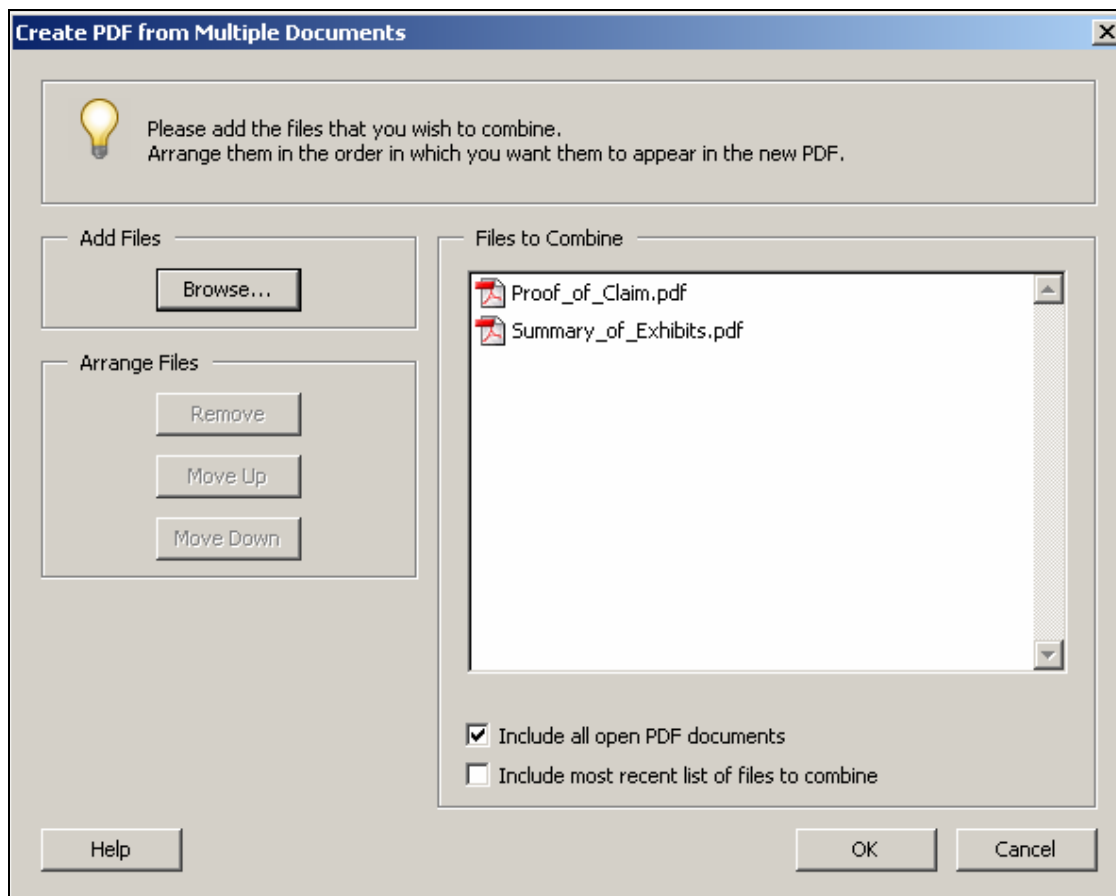 Create PDF from Multiple Documents
Please add the files that you wish to combine.
Arrange them in the order in which you want them to appear in the new PDF.
Add Files
Browse...
Arrange Files
Remove
Move Up
Move Down
Files to Combine
Proof_of_Claim.pdf
Summary_of_Exhibits.pdf
Include all open PDF documents
Include most recent list of files to combine
Help
OK
Cancel